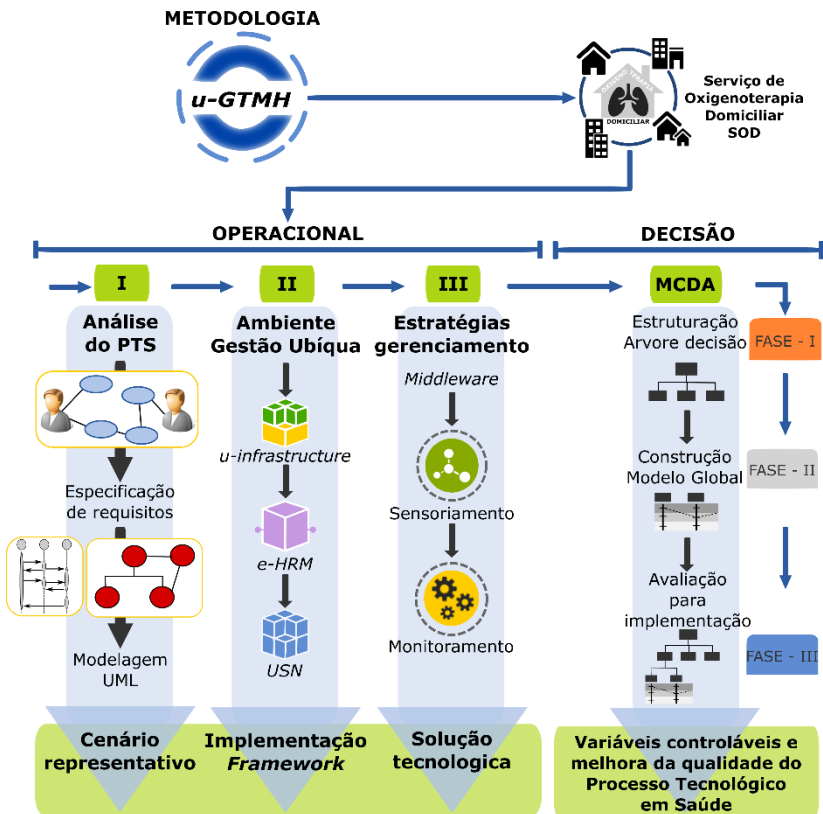 METODOLOGIA
u-GTMH
OXIGENO TERAPIA
DOMICILIAR
Serviço de
Oxigenoterapia
Domiciliar
SOD
OPERACIONAL
DECISÃO
I
II
III
MCDA
Análise
do PTS
Especificação
de requisitos
Modelagem
UML
Ambiente
Gestão Ubíqua
u-infrastructure
e-HRM
USN
Estratégias
gerenciamento
Middleware
Sensoriamento
Monitoramento
Estruturação
Arvore decisão
Construção
Modelo Global
Avaliação
para
implementação
FASE - I
FASE - II
FASE - III
Cenário
representativo
Implementação
Framework
Solução
tecnologica
Variáveis controláveis e
melhora da qualidade do
Processo Tecnológico
em Saúde